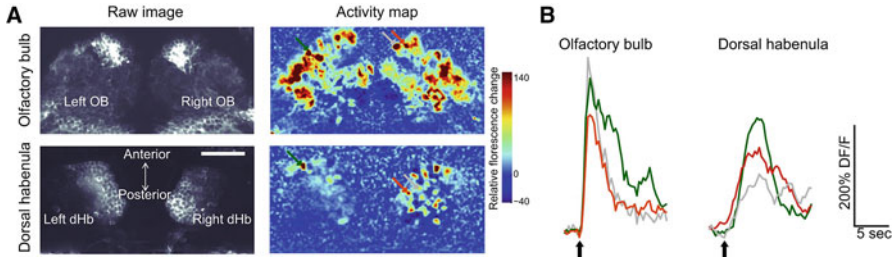 A
Raw image
Activity map
Olfactory bulb
Left OB
Right OB
Dorsal habenula
Anterior
Posterior
Left dHb
Right dHb
Relative florescence change
140
0
−40
B
Olfactory bulb
Dorsal habenula
200% DF/F
5 sec